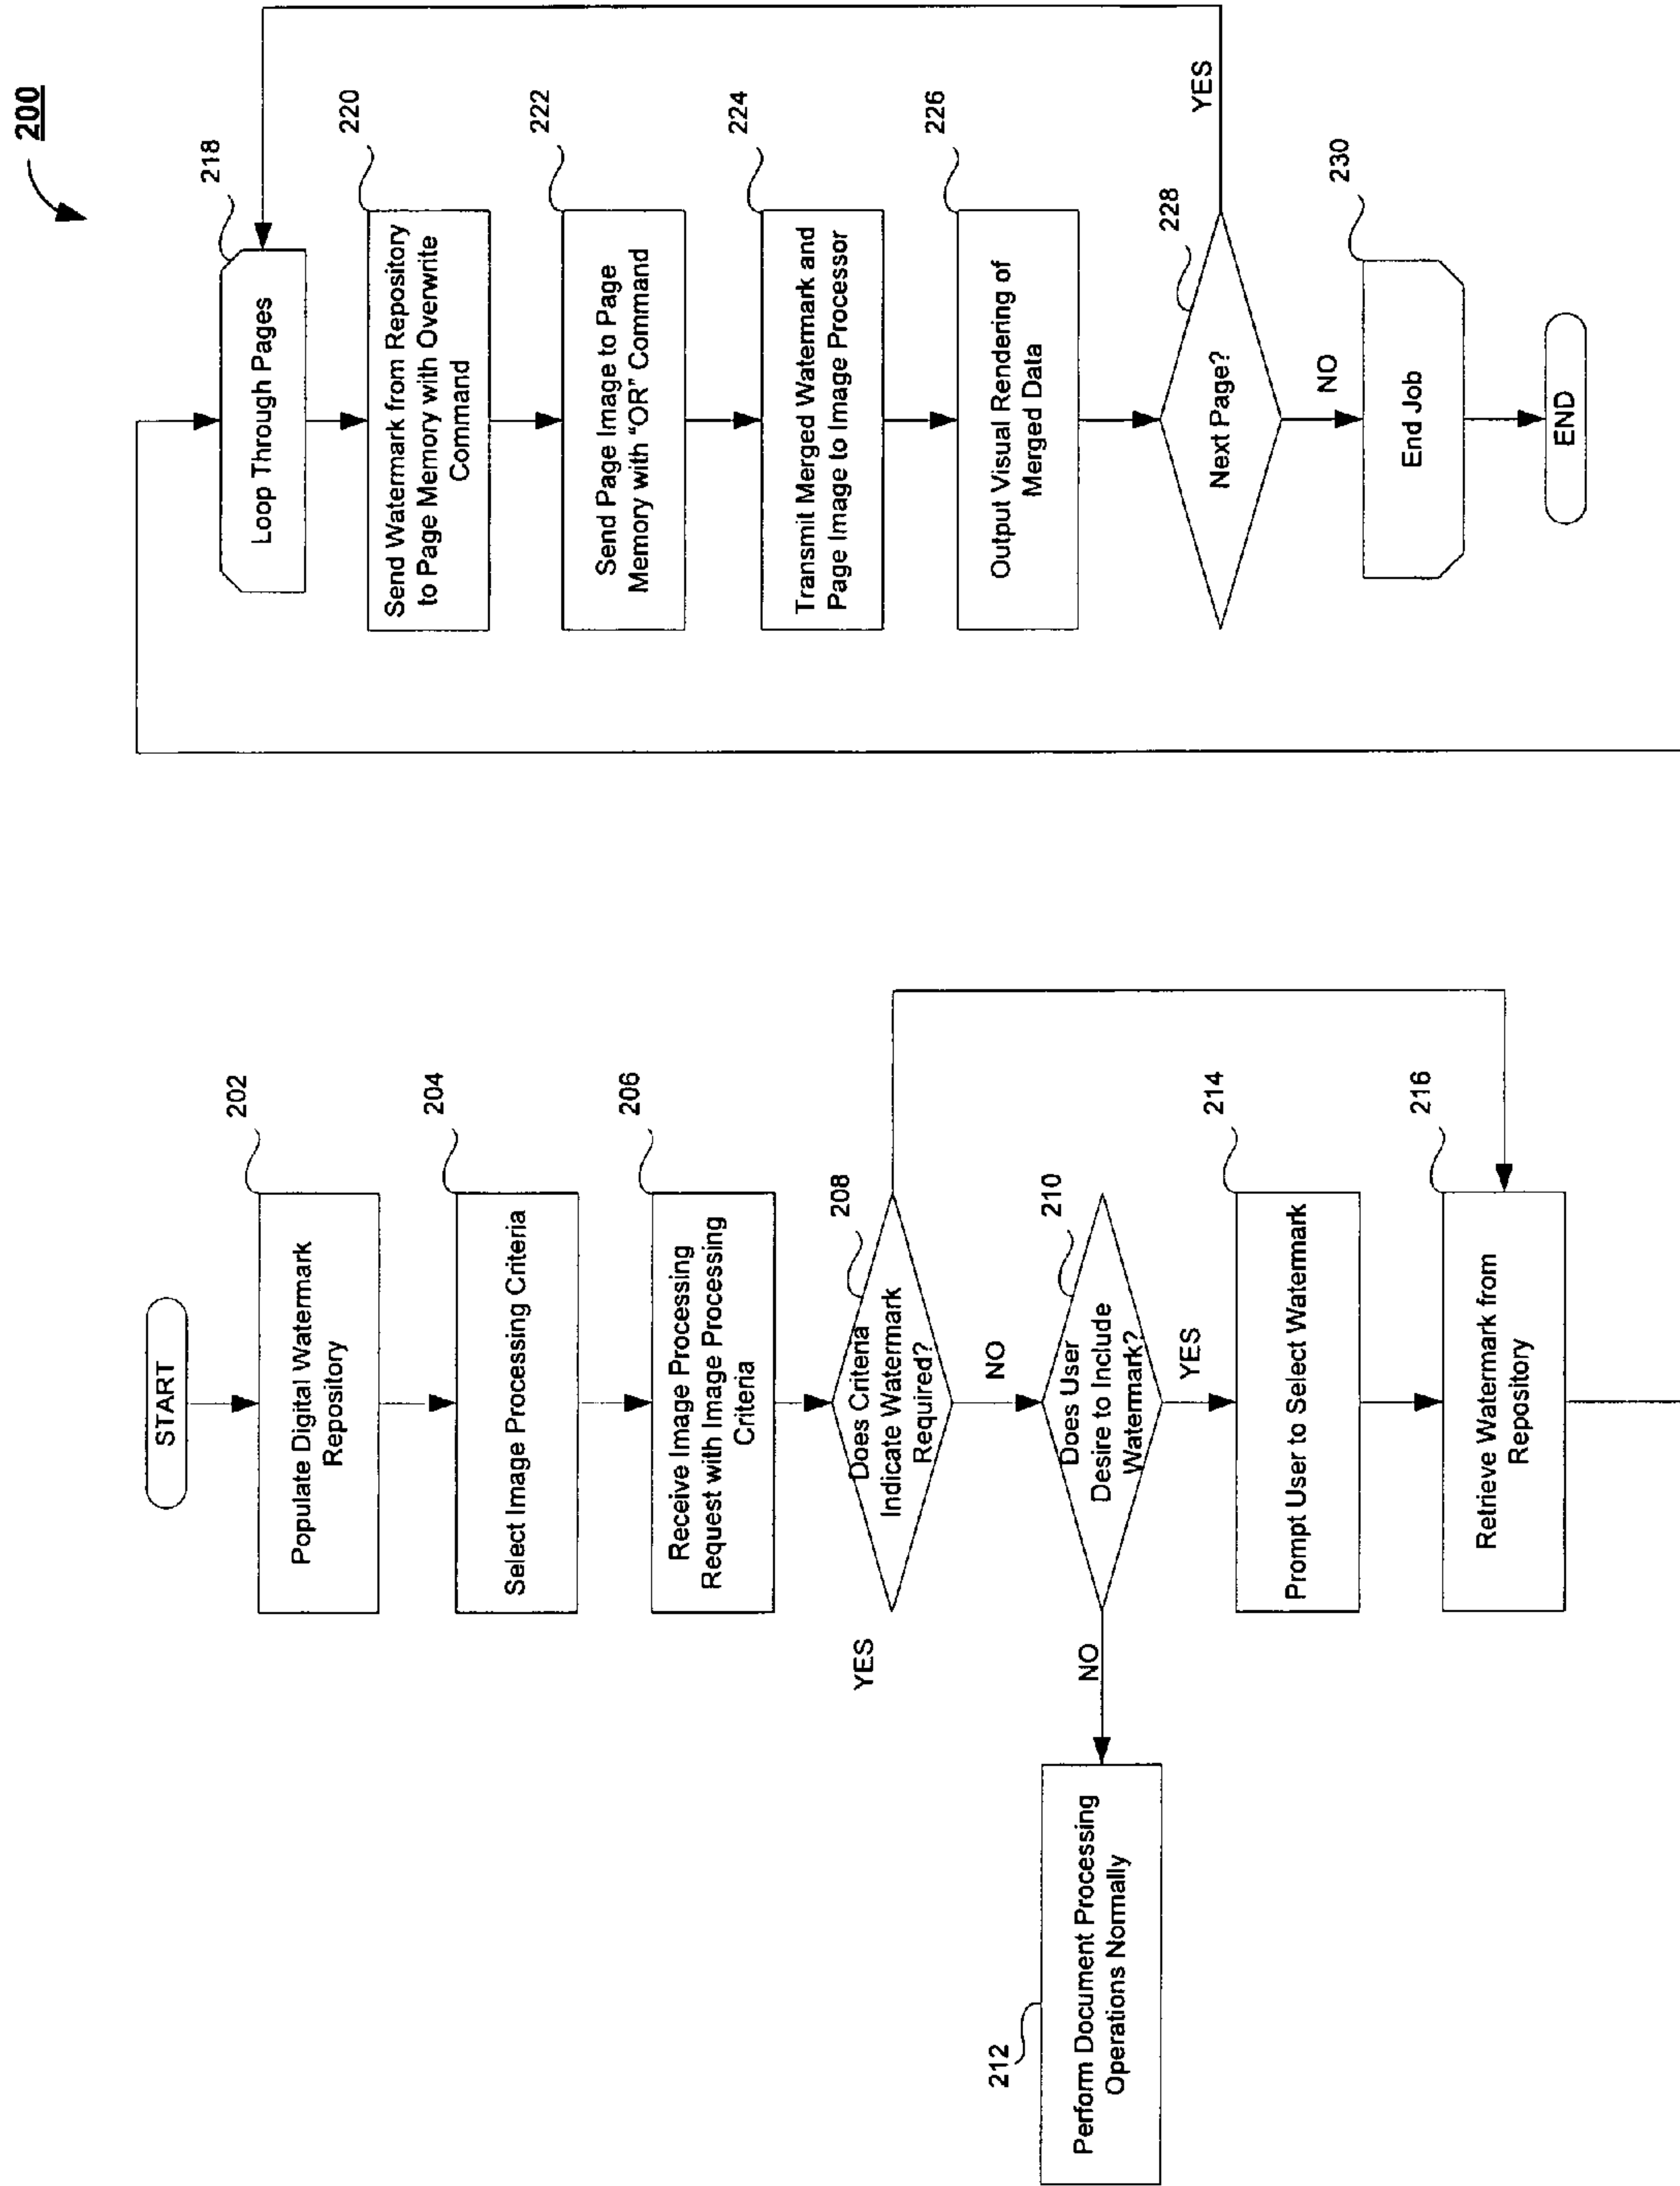 200
START
202
Populate Digital Watermark
Repository
204
Select Image Processing Criteria
206
Receive Image Processing
Request with Image Processing
Criteria
208
Does Criteria
Indicate Watermark
Required?
YES
NO
210
Does User
Desire to Include
Watermark?
NO
YES
212
Perform Document Processing
Operations Normally
214
Prompt User to Select Watermark
216
Retrieve Watermark from
Repository
218
Loop Through Pages
220
Send Watermark from Repository
to Page Memory with Overwrite
Command
222
Send Page Image to Page
Memory with "OR" Command
224
Transmit Merged Watermark and
Page Image to Image Processor
226
Output Visual Rendering of
Merged Data
228
Next Page?
YES
NO
230
End Job
END